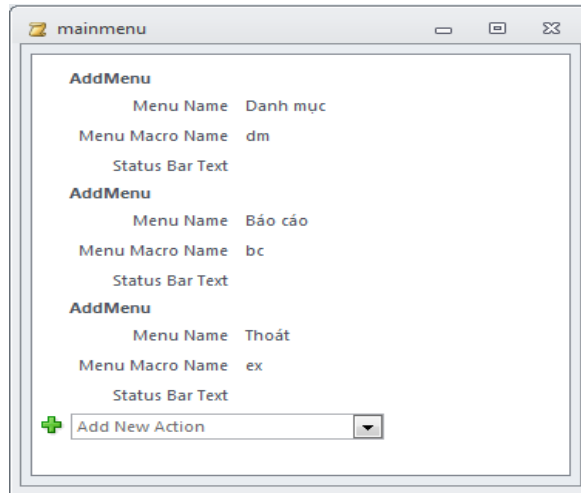 mainmenu
AddMenu
Menu Name Danh mục
Menu Macro Name dm
Status Bar Text
AddMenu
Menu Name Báo cáo
Menu Macro Name bc
Status Bar Text
AddMenu
Menu Name Thoát
Menu Macro Name ex
Status Bar Text
Add New Action